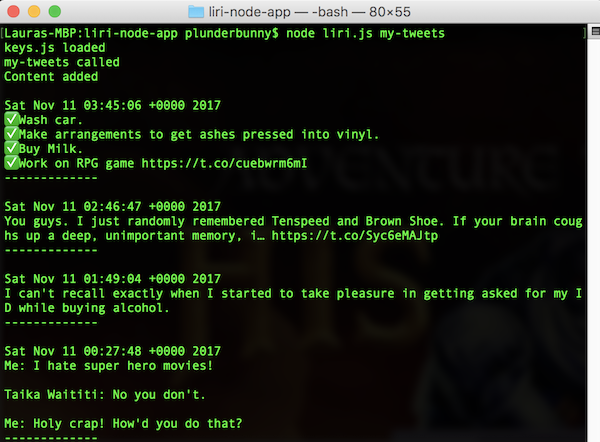 liri-node-app — -bash — 80×55
[Lauras-MBP:liri-node-app plunderbunny$ node liri.js my-tweets ]
keys.js loaded
my-tweets called
Content added
Sat Nov 11 03:45:06 +0000 2017
✅Wash car.
✅Make arrangements to get ashes pressed into vinyl.
✅Buy Milk.
✅Work on RPG game https://t.co/cuebwrm6mI
-------------
Sat Nov 11 02:46:47 +0000 2017
You guys. I just randomly remembered Tenspeed and Brown Shoe. If your brain coug
hs up a deep, unimportant memory, i… https://t.co/Syc6eMAJtp
-------------
Sat Nov 11 01:49:04 +0000 2017
I can't recall exactly when I started to take pleasure in getting asked for my I
D while buying alcohol.
-------------
Sat Nov 11 00:27:48 +0000 2017
Me: I hate super hero movies!
Taika Waititi: No you don't.
Me: Holy crap! How'd you do that?
-------------